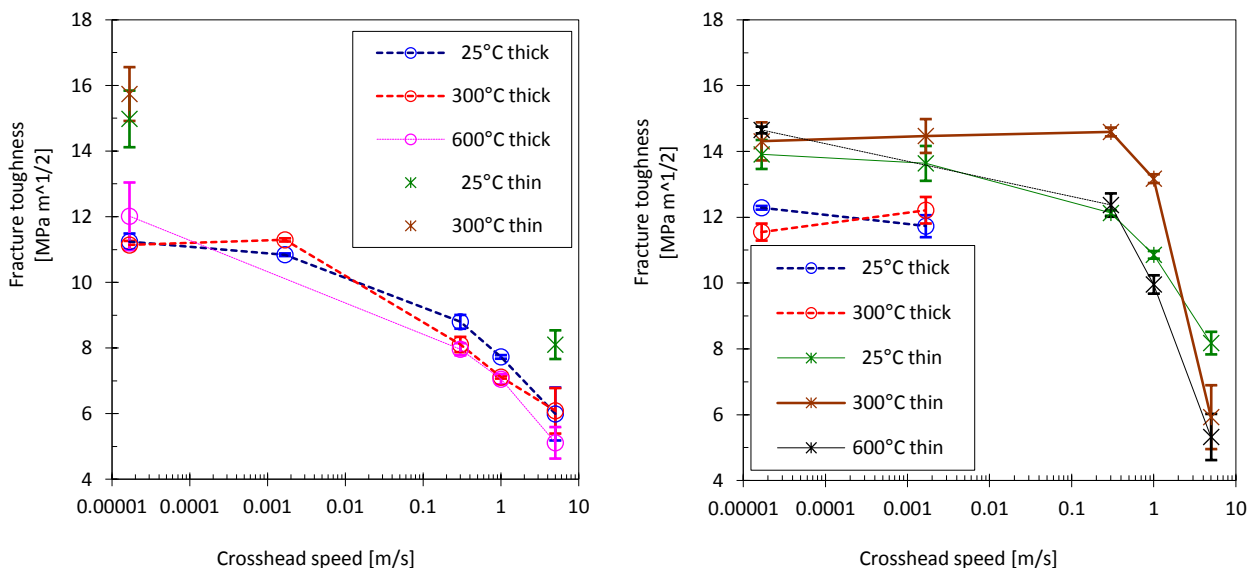 18
16
14
12
10
8
6
4
Fracture toughness
[MPa m^1/2]
25°C thick
300°C thick
600°C thick
25°C thin
300°C thin
0.00001 0.0001 0.001 0.01 0.1 1 10
Crosshead speed [m/s]
18
16
14
12
10
8
6
4
Fracture toughness
[MPa m^1/2]
25°C thick
300°C thick
25°C thin
300°C thin
600°C thin
0.00001 0.0001 0.001 0.01 0.1 1 10
Crosshead speed [m/s]